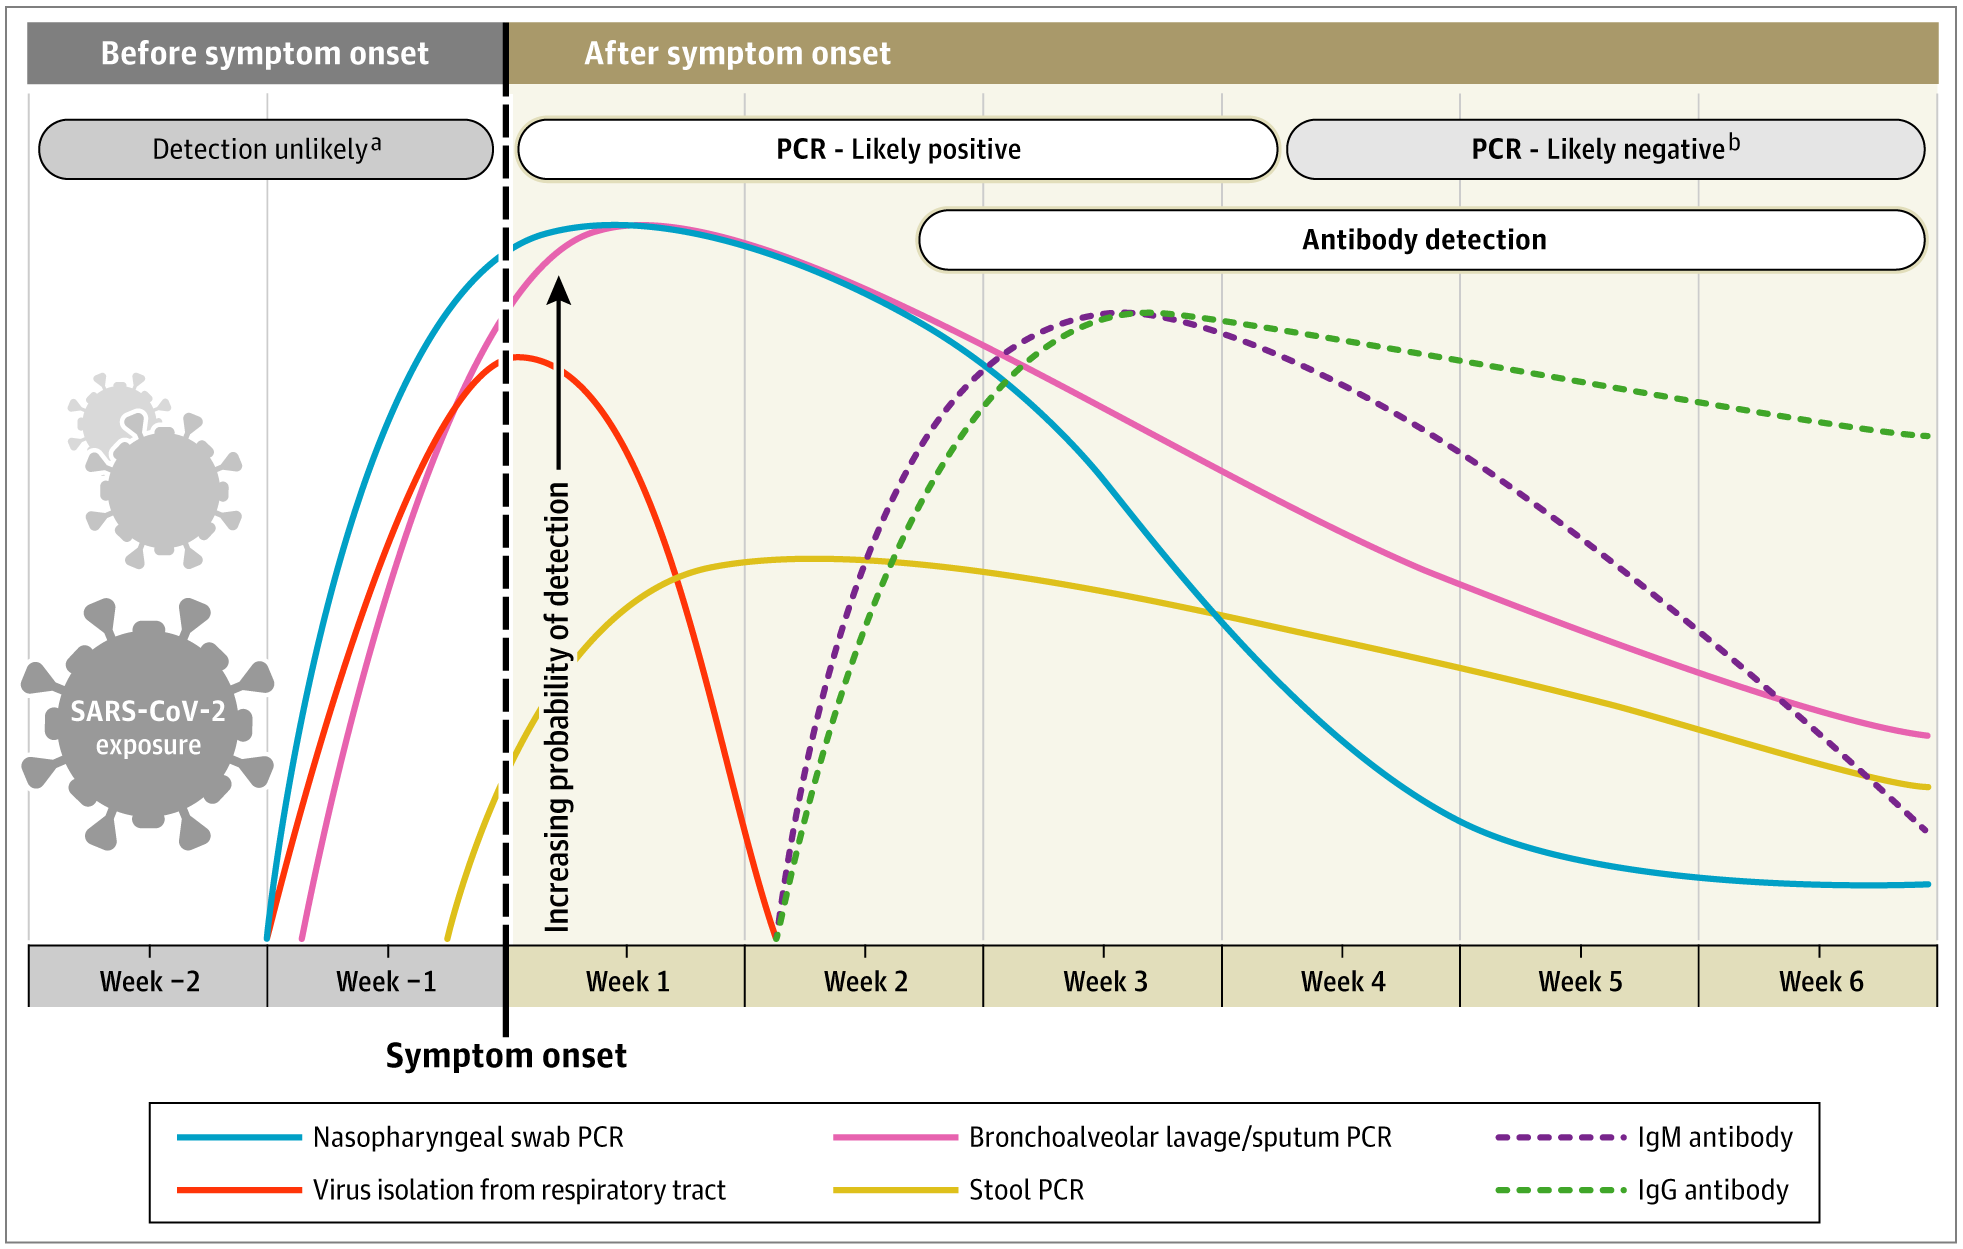 Before symptom onset
After symptom onset
Detection unlikelyᵃ
PCR - Likely positive
PCR - Likely negativeᵇ
Antibody detection
Increasing probability of detection
SARS-CoV-2
exposure
Week −2
Week −1
Week 1
Week 2
Week 3
Week 4
Week 5
Week 6
Symptom onset
Nasopharyngeal swab PCR
Bronchoalveolar lavage/sputum PCR
IgM antibody
Virus isolation from respiratory tract
Stool PCR
IgG antibody